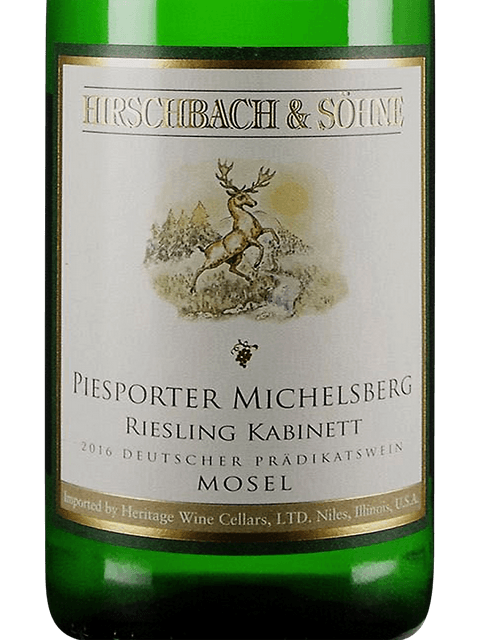 HIRSCHBACH & SÖHNE
PIESPORTER MICHELSBERG
RIESLING KABINETT
2016 DEUTSCHER PRÄDIKATSWEIN
MOSEL
Imported by Heritage Wine Cellars, LTD. Niles, Illinois, U.S.A.